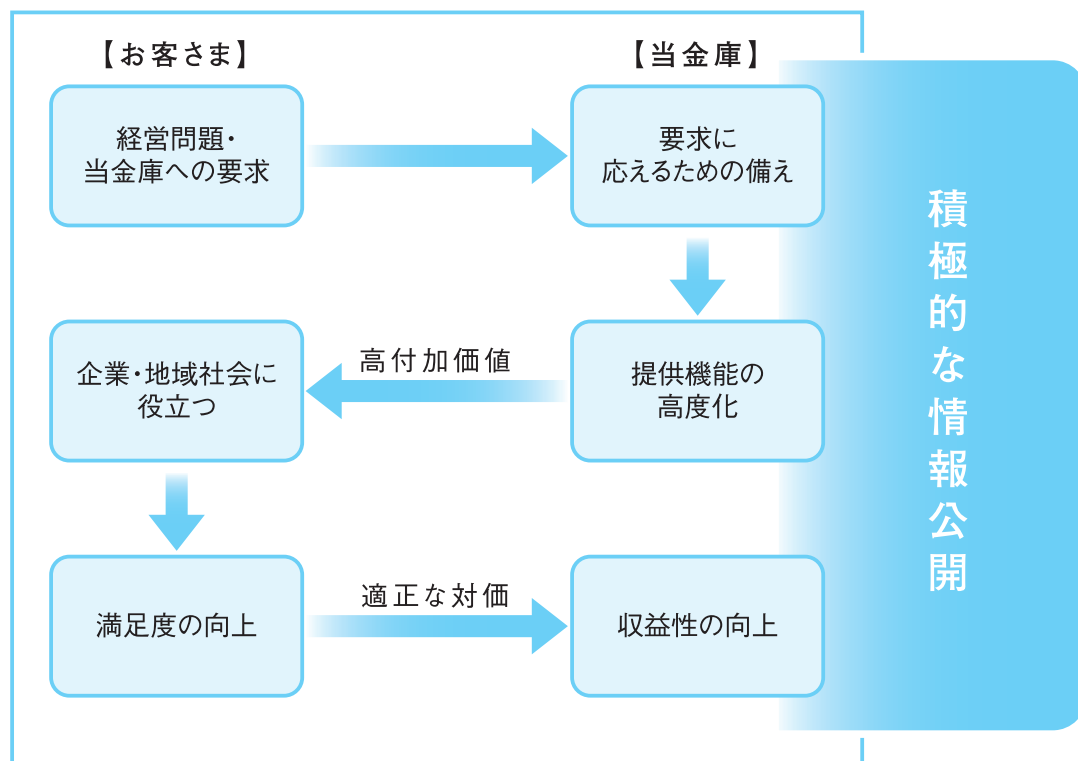 【お客さま】
【当金庫】
経営問題・
当金庫への要求
要求に
応えるための備え
企業・地域社会に
役立つ
高付加価値
提供機能の
高度化
満足度の向上
適正な対価
収益性の向上
積極的な情報公開